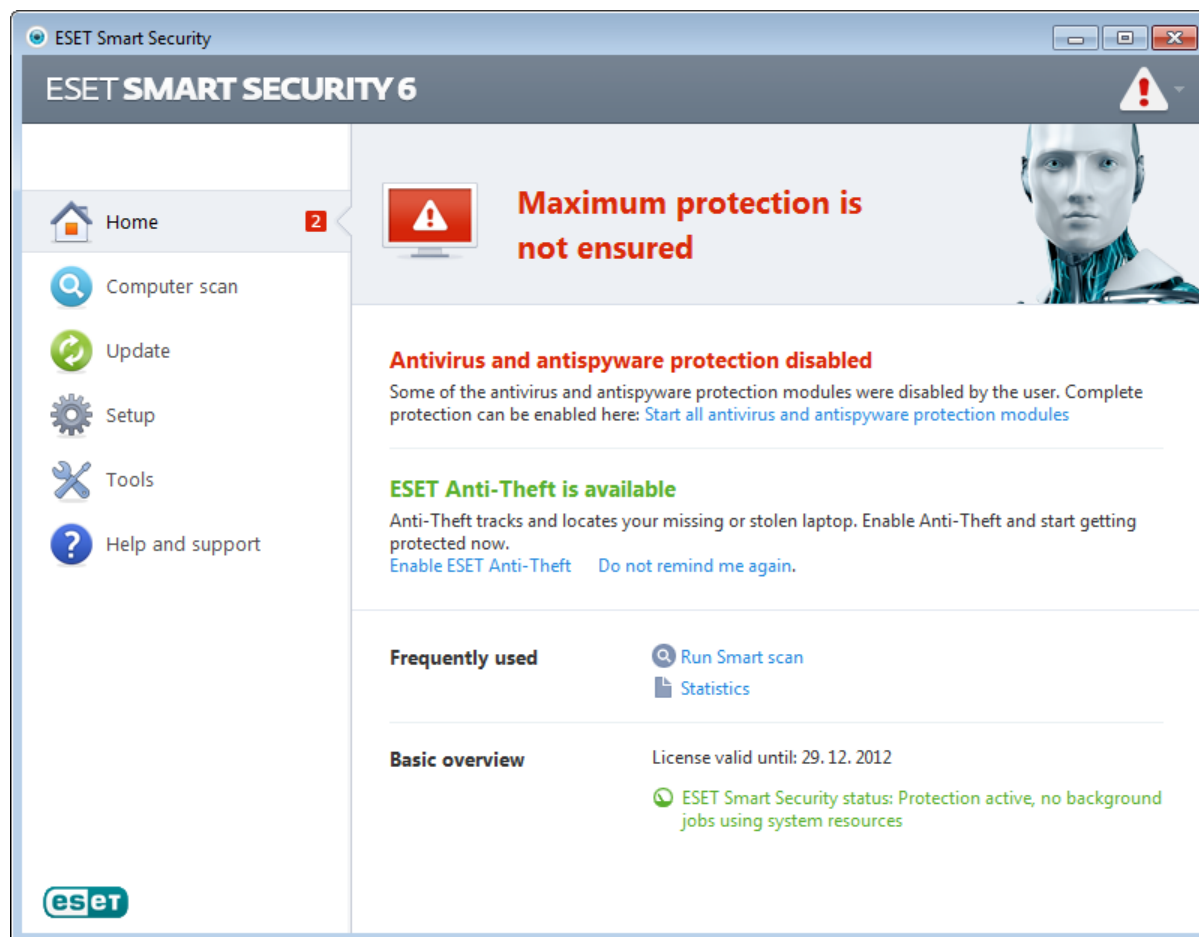 ESET Smart Security
ESET SMART SECURITY 6
Home 2
Computer scan
Update
Setup
Tools
Help and support
Maximum protection is
not ensured
Antivirus and antispyware protection disabled
Some of the antivirus and antispyware protection modules were disabled by the user. Complete
protection can be enabled here: Start all antivirus and antispyware protection modules
ESET Anti-Theft is available
Anti-Theft tracks and locates your missing or stolen laptop. Enable Anti-Theft and start getting
protected now.
Enable ESET Anti-Theft Do not remind me again.
Frequently used Run Smart scan
Statistics
Basic overview License valid until: 29. 12. 2012
ESET Smart Security status: Protection active, no background
jobs using system resources
eseT